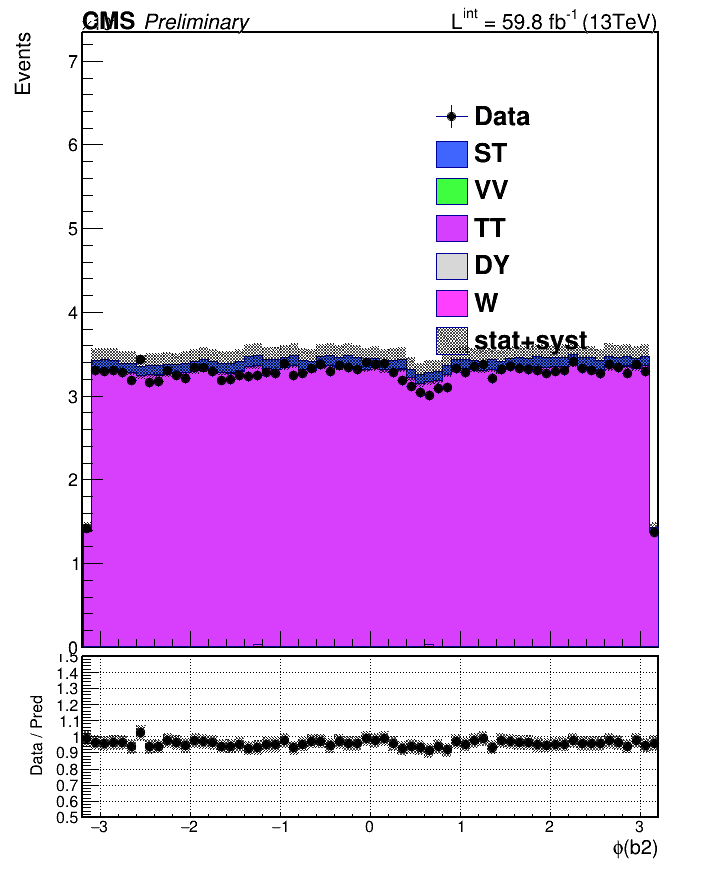 CMS Preliminary L^int = 59.8 fb^-1 (13TeV)
Events
7
6
5
4
3
2
1
0
Data
ST
VV
TT
DY
W
stat+syst
Data / Pred
1.5
1.4
1.3
1.2
1.1
1
0.9
0.8
0.7
0.6
0.5
−3 −2 −1 0 1 2 3
ϕ(b2)